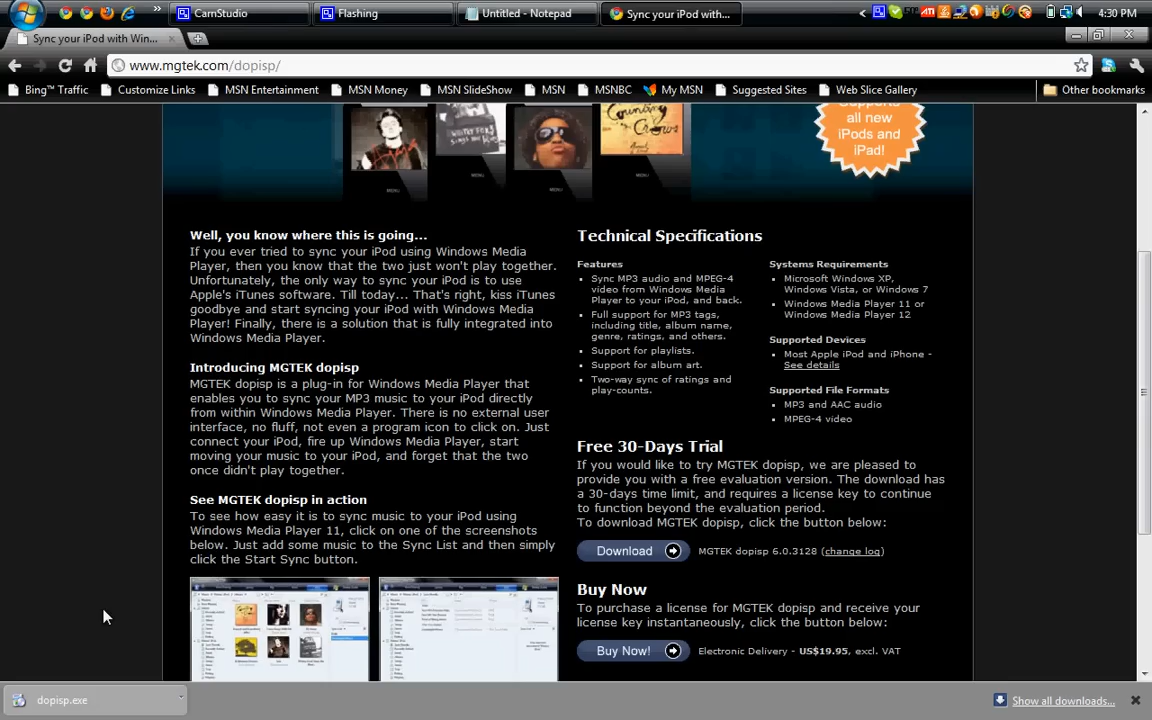 CamStudio
Flashing
Untitled - Notepad
Sync your iPod with...
4:30 PM
Sync your iPod with Win...
www.mgtek.com/dopisp/
Bing™ Traffic
Customize Links
MSN Entertainment
MSN Money
MSN SlideShow
MSN
MSNBC
My MSN
Suggested Sites
Web Slice Gallery
Other bookmarks
Supports
all new
iPods and
iPad!
Counting
Crows
MENU
MENU
MENU
MENU
Well, you know where this is going...
If you ever tried to sync your iPod using Windows Media
Player, then you know that the two just won't play together.
Unfortunately, the only way to sync your iPod is to use
Apple's iTunes software. Till today... That's right, kiss iTunes
goodbye and start syncing your iPod with Windows Media
Player! Finally, there is a solution that is fully integrated into
Windows Media Player.
Introducing MGTEK dopisp
MGTEK dopisp is a plug-in for Windows Media Player that
enables you to sync your MP3 music to your iPod directly
from within Windows Media Player. There is no external user
interface, no fluff, not even a program icon to click on. Just
connect your iPod, fire up Windows Media Player, start
moving your music to your iPod, and forget that the two
once didn't play together.
See MGTEK dopisp in action
To see how easy it is to sync music to your iPod using
Windows Media Player 11, click on one of the screenshots
below. Just add some music to the Sync List and then simply
click the Start Sync button.
Technical Specifications
Features
Sync MP3 audio and MPEG-4
video from Windows Media
Player to your iPod, and back.
Full support for MP3 tags,
including title, album name,
genre, ratings, and others.
Support for playlists.
Support for album art.
Two-way sync of ratings and
play-counts.
Systems Requirements
Microsoft Windows XP,
Windows Vista, or Windows 7
Windows Media Player 11 or
Windows Media Player 12
Supported Devices
Most Apple iPod and iPhone -
See details
Supported File Formats
MP3 and AAC audio
MPEG-4 video
Free 30-Days Trial
If you would like to try MGTEK dopisp, we are pleased to
provide you with a free evaluation version. The download has
a 30-days time limit, and requires a license key to continue
to function beyond the evaluation period.
To download MGTEK dopisp, click the button below:
Download
MGTEK dopisp 6.0.3128 (change log)
Buy Now
To purchase a license for MGTEK dopisp and receive your
license key instantaneously, click the button below:
Buy Now!
Electronic Delivery - US$19.95, excl. VAT
dopisp.exe
Show all downloads...